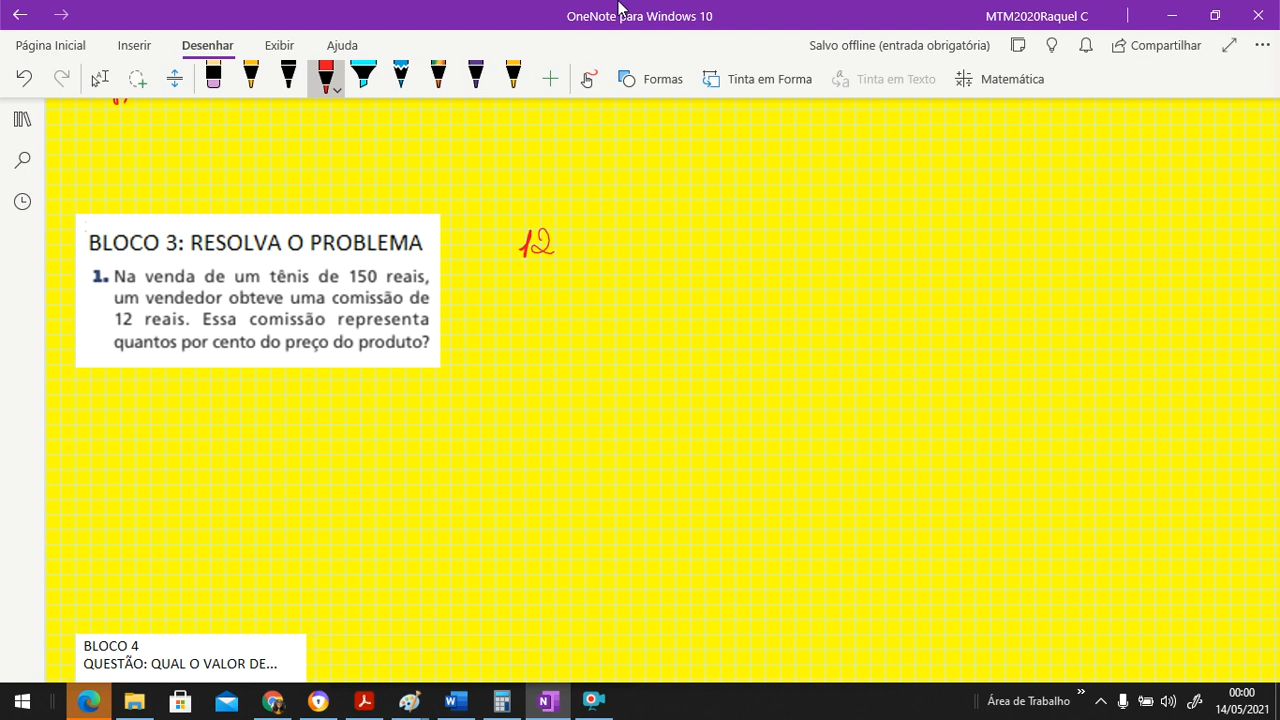 OneNote para Windows 10
MTM2020Raquel C
Página Inicial Inserir Desenhar Exibir Ajuda
Salvo offline (entrada obrigatória) Compartilhar
Formas Tinta em Forma Tinta em Texto Matemática
BLOCO 3: RESOLVA O PROBLEMA
1. Na venda de um tênis de 150 reais,
um vendedor obteve uma comissão de
12 reais. Essa comissão representa
quantos por cento do preço do produto?
12
BLOCO 4
QUESTÃO: QUAL O VALOR DE...
Área de Trabalho
00:00
14/05/2021